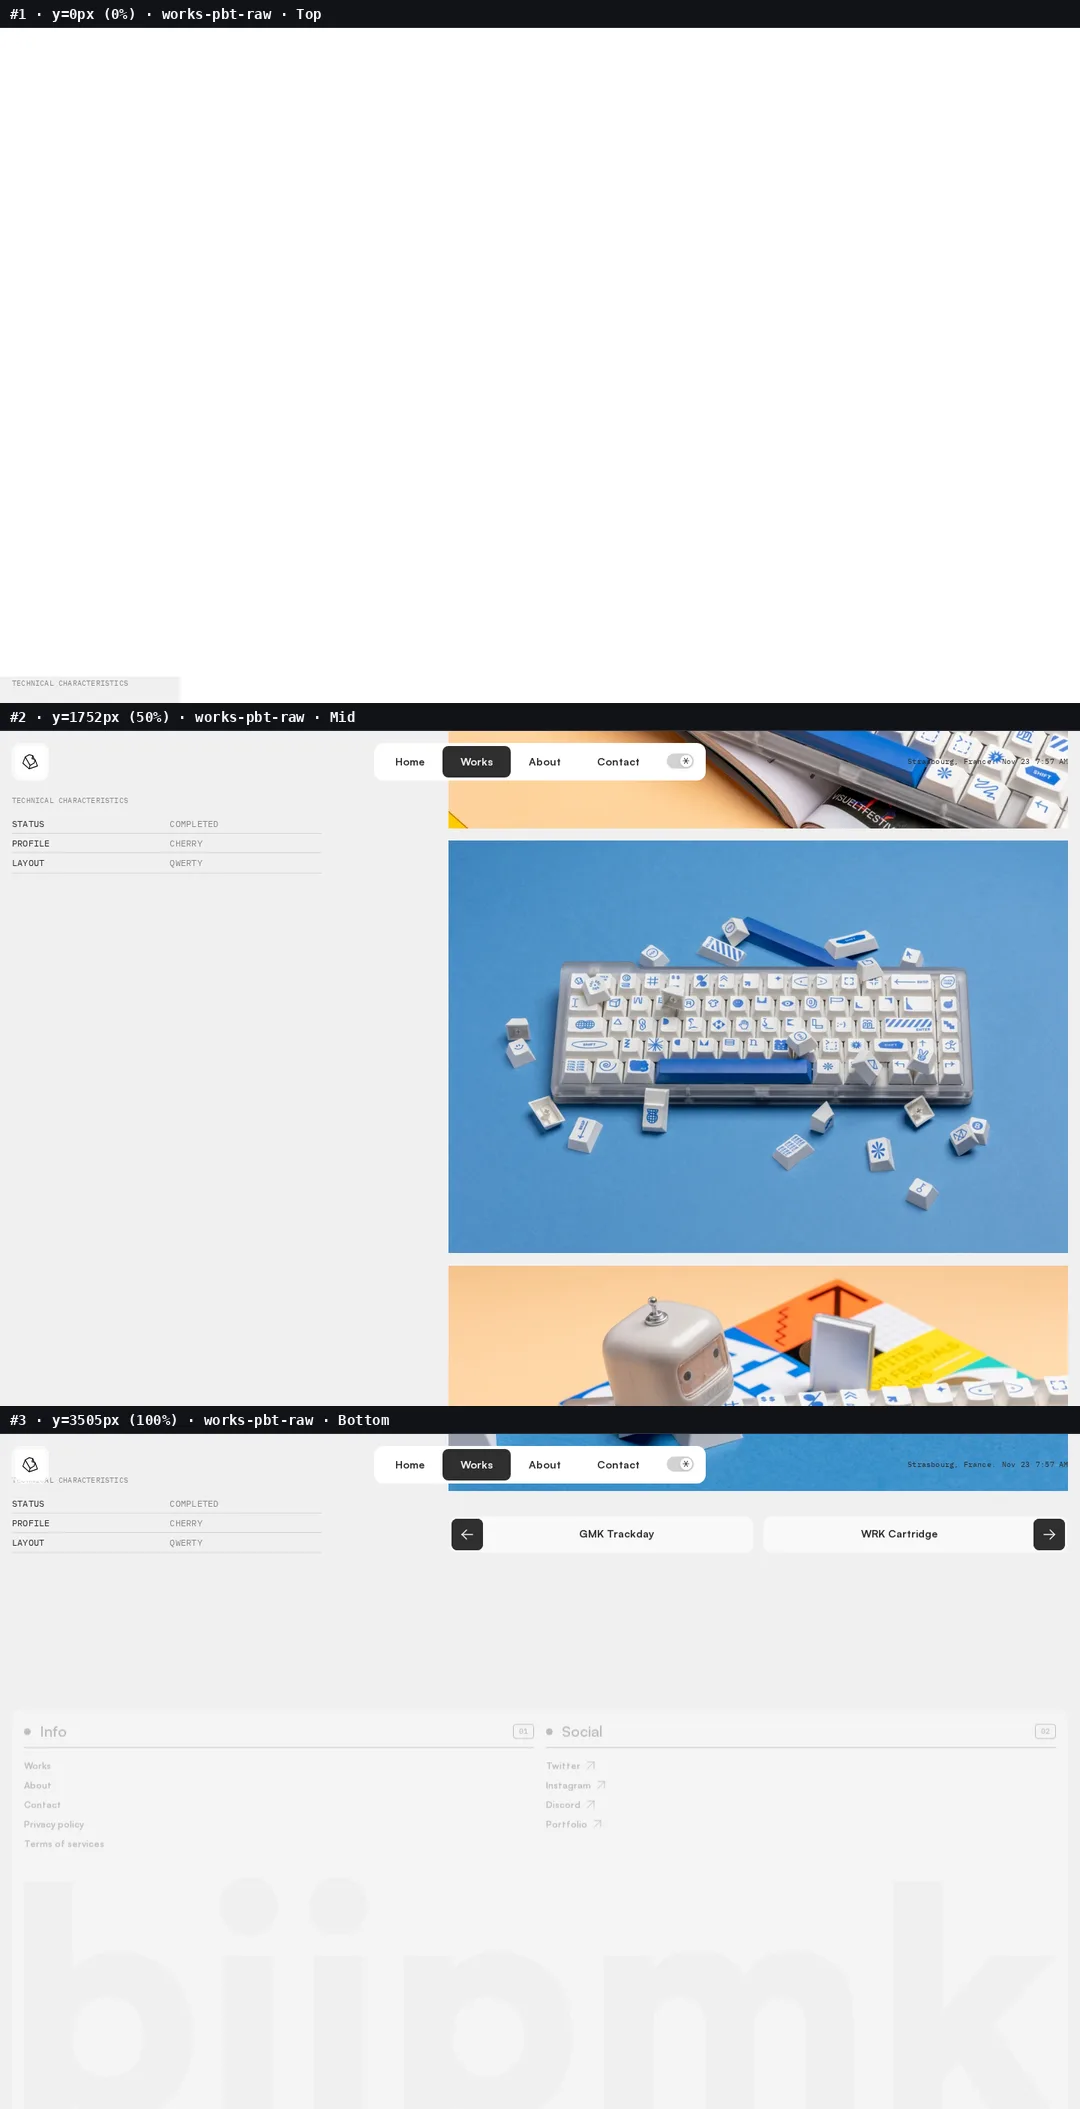 #1 · y=0px (0%) · works-pbt-raw · Top
TECHNICAL CHARACTERISTICS
#2 · y=1752px (50%) · works-pbt-raw · Mid
Home Works About Contact
Strasbourg, France. Nov 23 7:57 AM
TECHNICAL CHARACTERISTICS
STATUS COMPLETED
PROFILE CHERRY
LAYOUT QWERTY
SHIFT
#3 · y=3505px (100%) · works-pbt-raw · Bottom
Home Works About Contact
Strasbourg, France. Nov 23 7:57 AM
CHARACTERISTICS
STATUS COMPLETED
PROFILE CHERRY
LAYOUT QWERTY
GMK Trackday
WRK Cartridge
Info 01
Works
About
Contact
Privacy policy
Terms of services
Social 02
Twitter
Instagram
Discord
Portfolio
biipmk